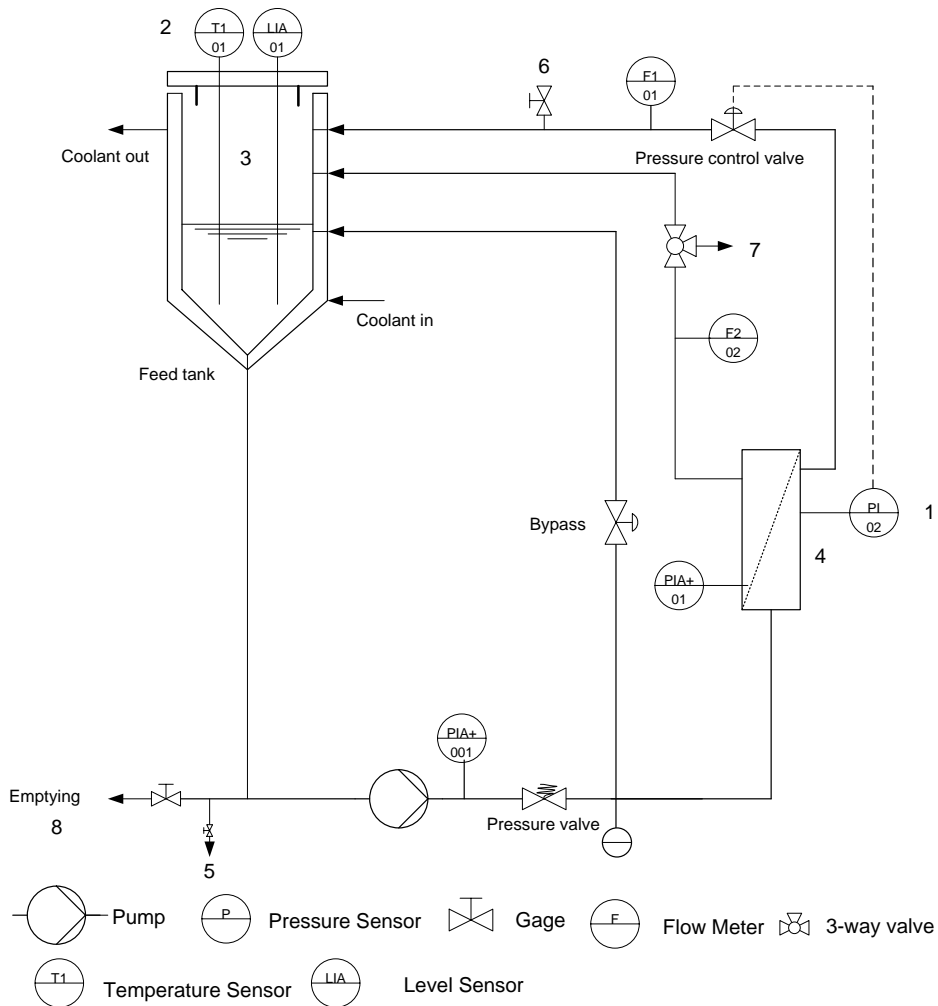 2
T1
01
LIA
01
6
F1
01
Coolant out
3
Pressure control valve
7
Coolant in
F2
02
Feed tank
Bypass
PI
02
1
4
PIA+
01
PIA+
001
Emptying
8
Pressure valve
5
Pump
P
Pressure Sensor
Gage
F
Flow Meter
3-way valve
T1
Temperature Sensor
LIA
Level Sensor